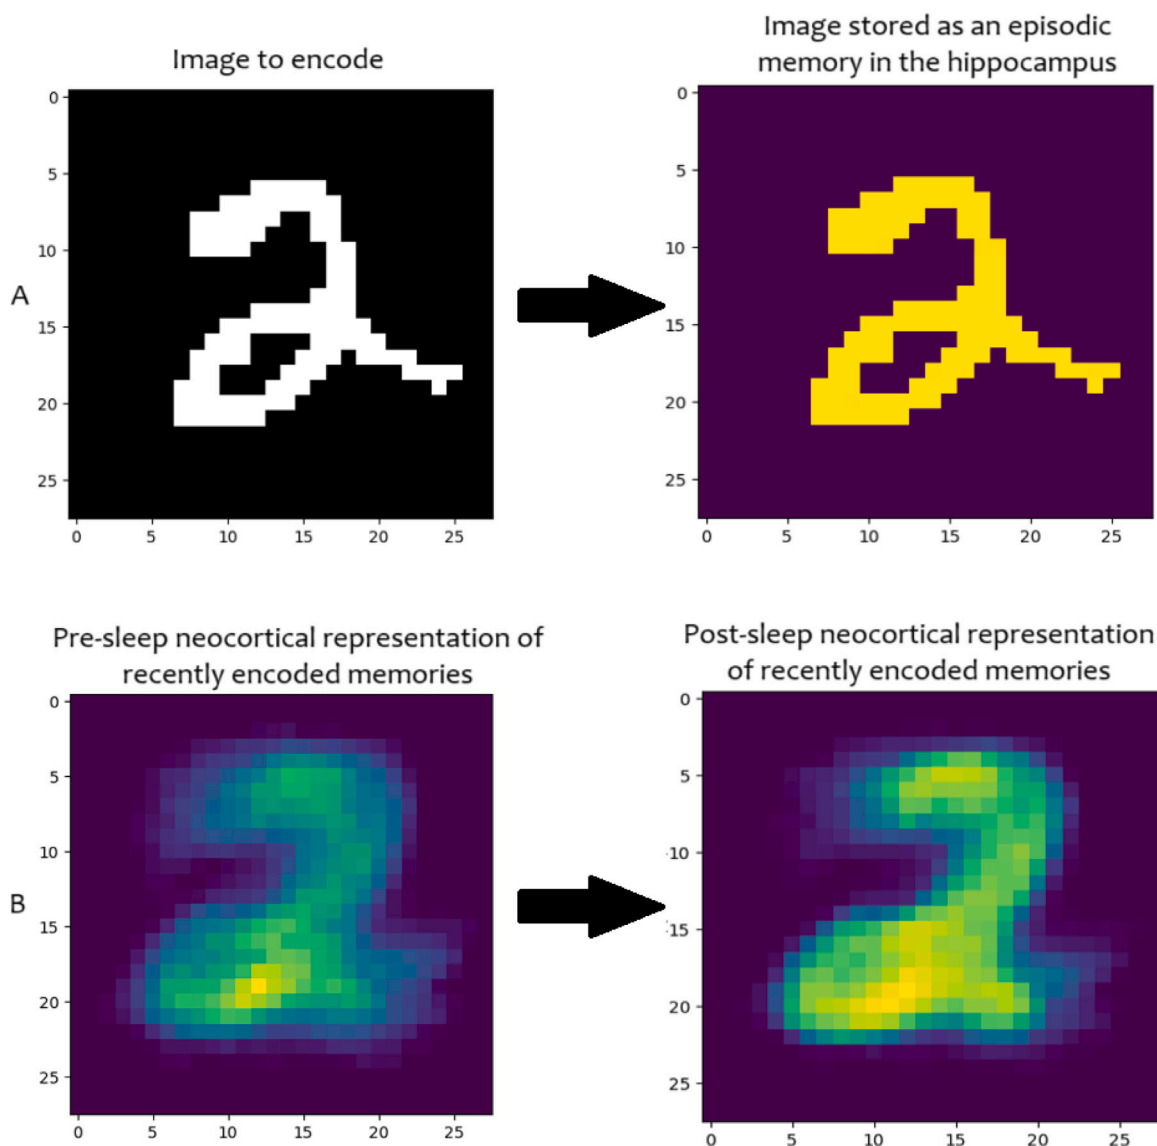 Image to encode
Image stored as an episodic
memory in the hippocampus
0
5
10
15
20
25
0 5 10 15 20 25
A
0
5
10
15
20
25
0 5 10 15 20 25
Pre-sleep neocortical representation of
recently encoded memories
Post-sleep neocortical representation
of recently encoded memories
0
5
10
15
20
25
0 5 10 15 20 25
B
0
5
10
15
20
25
0 5 10 15 20 25